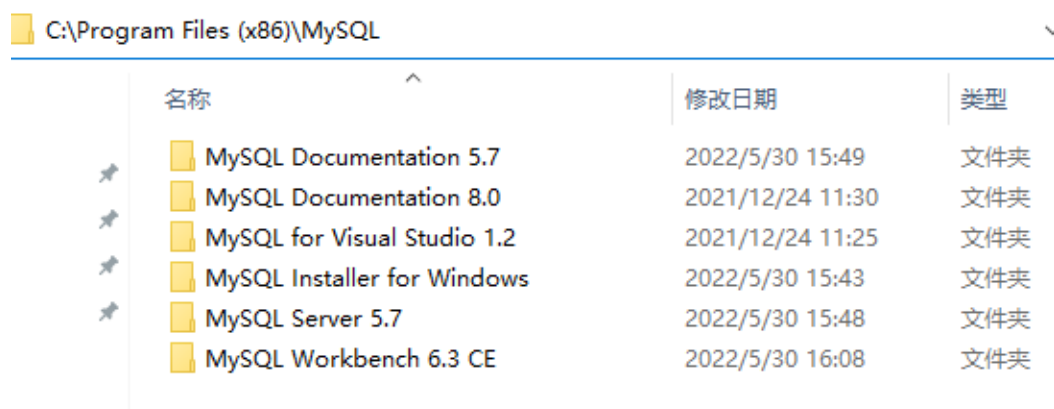 C:\Program Files (x86)\MySQL
名称 修改日期 类型
MySQL Documentation 5.7 2022/5/30 15:49 文件夹
MySQL Documentation 8.0 2021/12/24 11:30 文件夹
MySQL for Visual Studio 1.2 2021/12/24 11:25 文件夹
MySQL Installer for Windows 2022/5/30 15:43 文件夹
MySQL Server 5.7 2022/5/30 15:48 文件夹
MySQL Workbench 6.3 CE 2022/5/30 16:08 文件夹